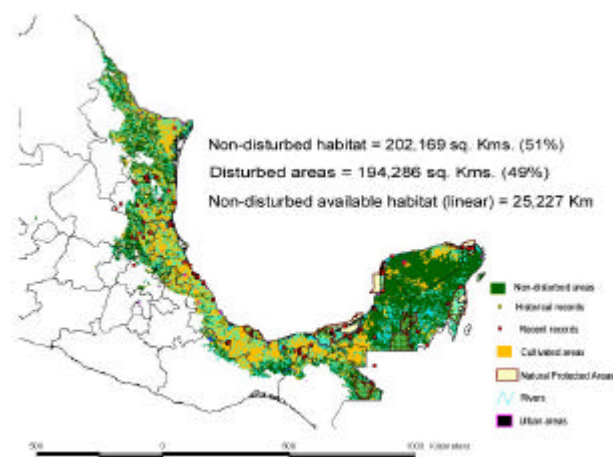 Non-disturbed habitat = 202,169 sq. Kms. (51%)
Disturbed areas = 194,286 sq. Kms. (49%)
Non-disturbed available habitat (linear) = 25,227 Km
Non-disturbed areas
Historical records
Recent records
Cultivated areas
Natural Protected Areas
Rivers
Urban areas
500 0 500 1000 Kilometers